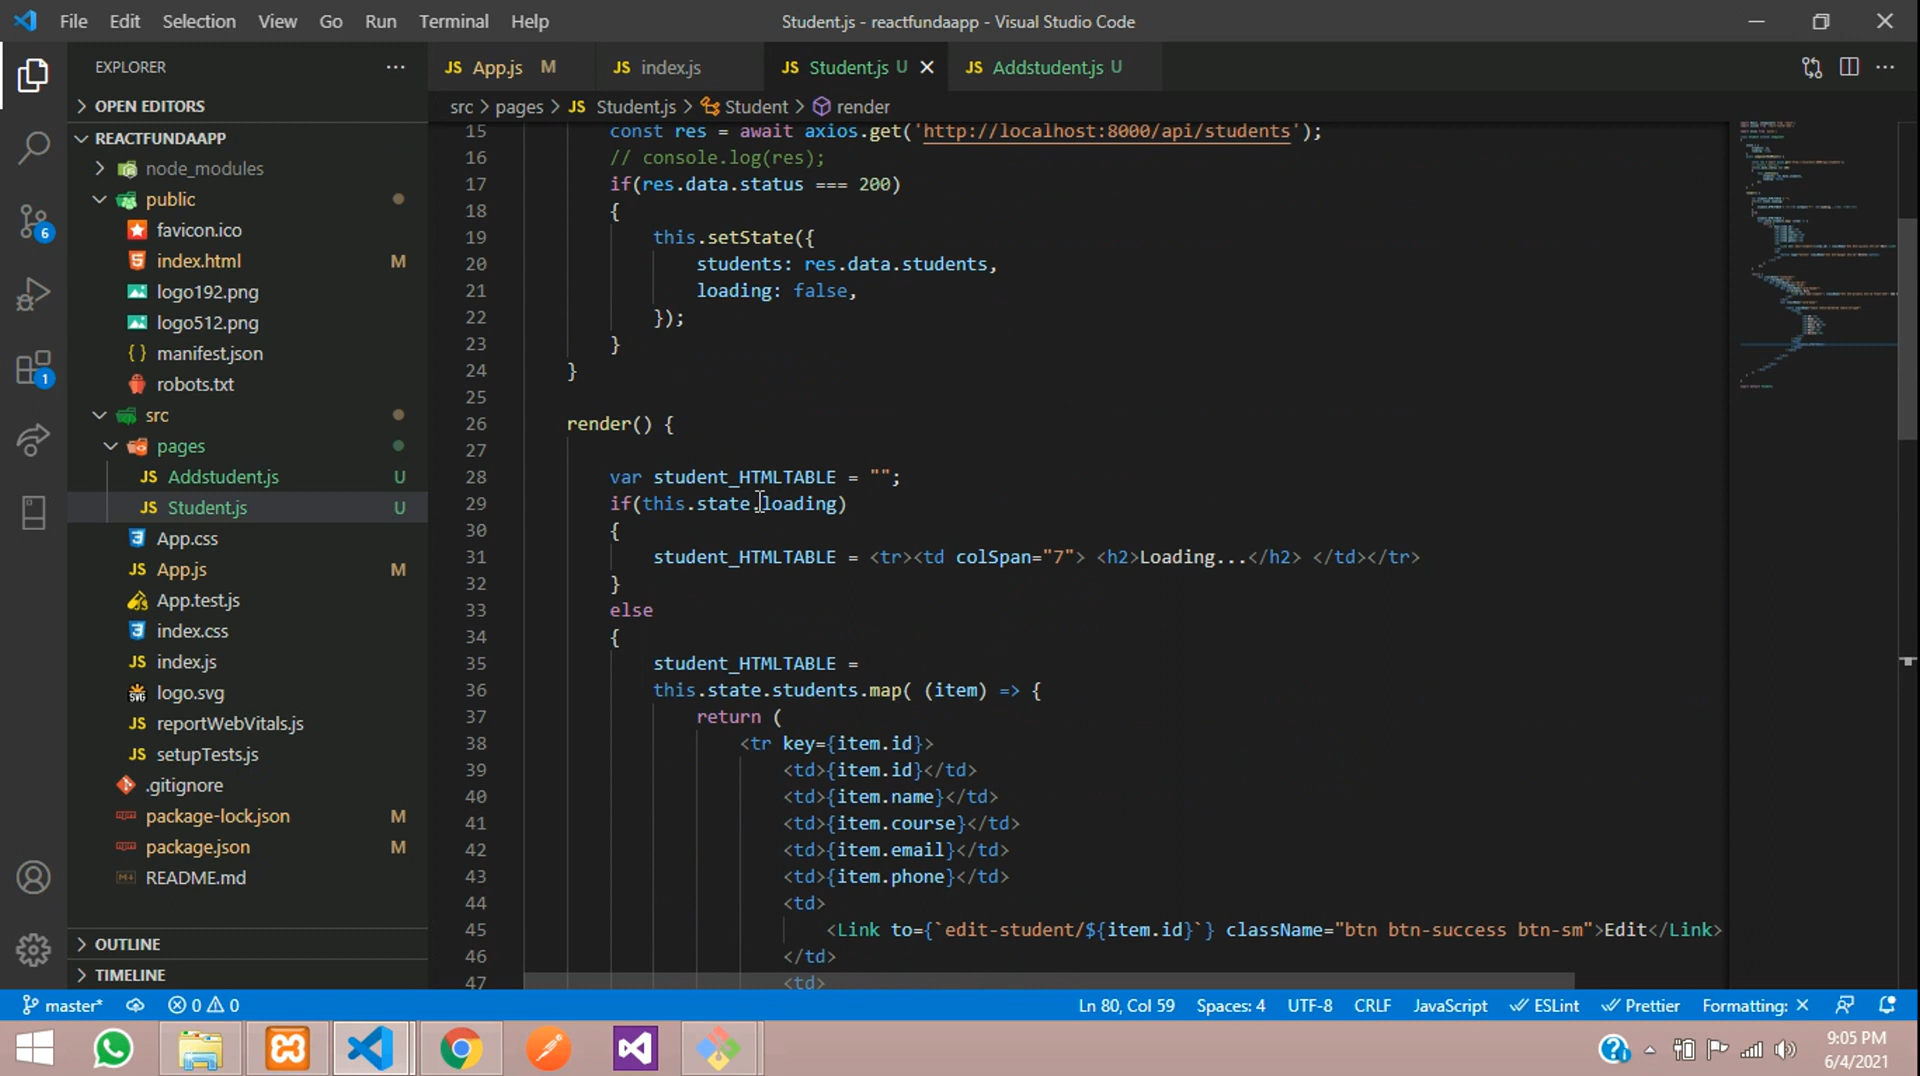 File Edit Selection View Go Run Terminal Help
Student.js - reactfundaapp - Visual Studio Code
EXPLORER
OPEN EDITORS
REACTFUNDAAPP
node_modules
public
favicon.ico
index.html M
logo192.png
logo512.png
manifest.json
robots.txt
src
pages
Addstudent.js U
Student.js U
App.css
App.js M
App.test.js
index.css
index.js
logo.svg
reportWebVitals.js
setupTests.js
.gitignore
package-lock.json M
package.json M
README.md
OUTLINE
TIMELINE
6
1
JS App.js M JS index.js JS Student.js U JS Addstudent.js U
src > pages > JS Student.js > Student > render
15 const res = await axios.get('http://localhost:8000/api/students');
16 // console.log(res);
17 if(res.data.status === 200)
18 {
19 this.setState({
20 students: res.data.students,
21 loading: false,
22 });
23 }
24 }
25
26 render() {
27
28 var student_HTMLTABLE = "";
29 if(this.state.loading)
30 {
31 student_HTMLTABLE = <tr><td colSpan="7"> <h2>Loading...</h2> </td></tr>
32 }
33 else
34 {
35 student_HTMLTABLE =
36 this.state.students.map( (item) => {
37 return (
38 <tr key={item.id}>
39 <td>{item.id}</td>
40 <td>{item.name}</td>
41 <td>{item.course}</td>
42 <td>{item.email}</td>
43 <td>{item.phone}</td>
44 <td>
45 <Link to={`edit-student/${item.id}`} className="btn btn-success btn-sm">Edit</Link>
46 </td>
47 <td>
master* 0 0 Ln 80, Col 59 Spaces: 4 UTF-8 CRLF JavaScript ESLint Prettier Formatting: ×
9:05 PM
6/4/2021